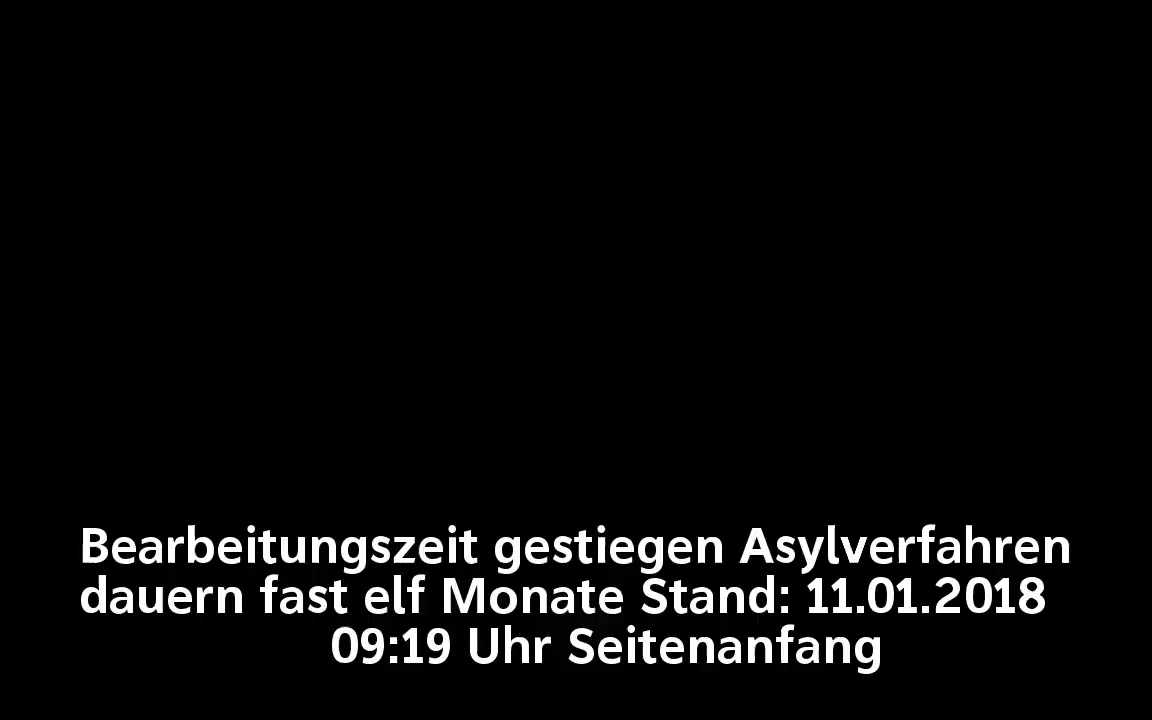 Bearbeitungszeit gestiegen Asylverfahren
dauern fast elf Monate Stand: 11.01.2018
09:19 Uhr Seitenanfang